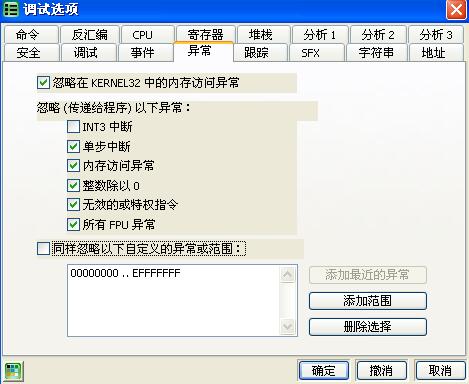 调试选项
命令 反汇编 CPU 寄存器 堆栈 分析 1 分析 2 分析 3
安全 调试 事件 异常 跟踪 SFX 字符串 地址
忽略在 KERNEL32 中的内存访问异常
忽略(传递给程序)以下异常:
INT3 中断
单步中断
内存访问异常
整数除以 0
无效的或特权指令
所有 FPU 异常
同样忽略以下自定义的异常或范围:
00000000 .. EFFFFFFF
添加最近的异常
添加范围
删除选择
确定 撤消 取消